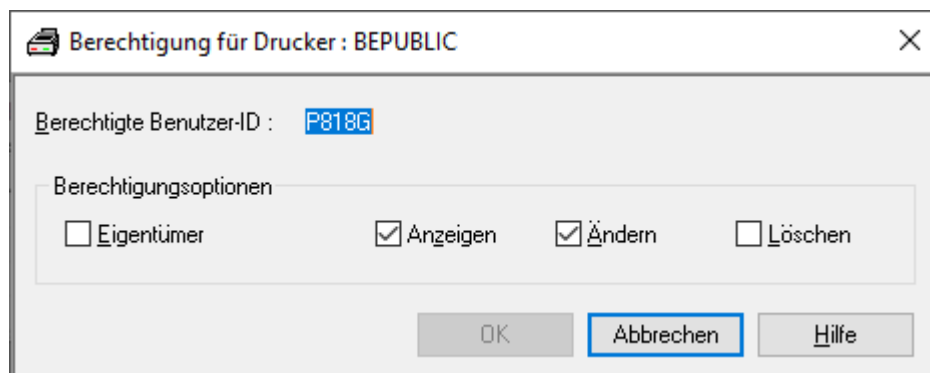 Berechtigung für Drucker : BEPUBLIC
Berechtigte Benutzer-ID : P818G
Berechtigungsoptionen
Eigentümer Anzeigen Ändern Löschen
OK Abbrechen Hilfe